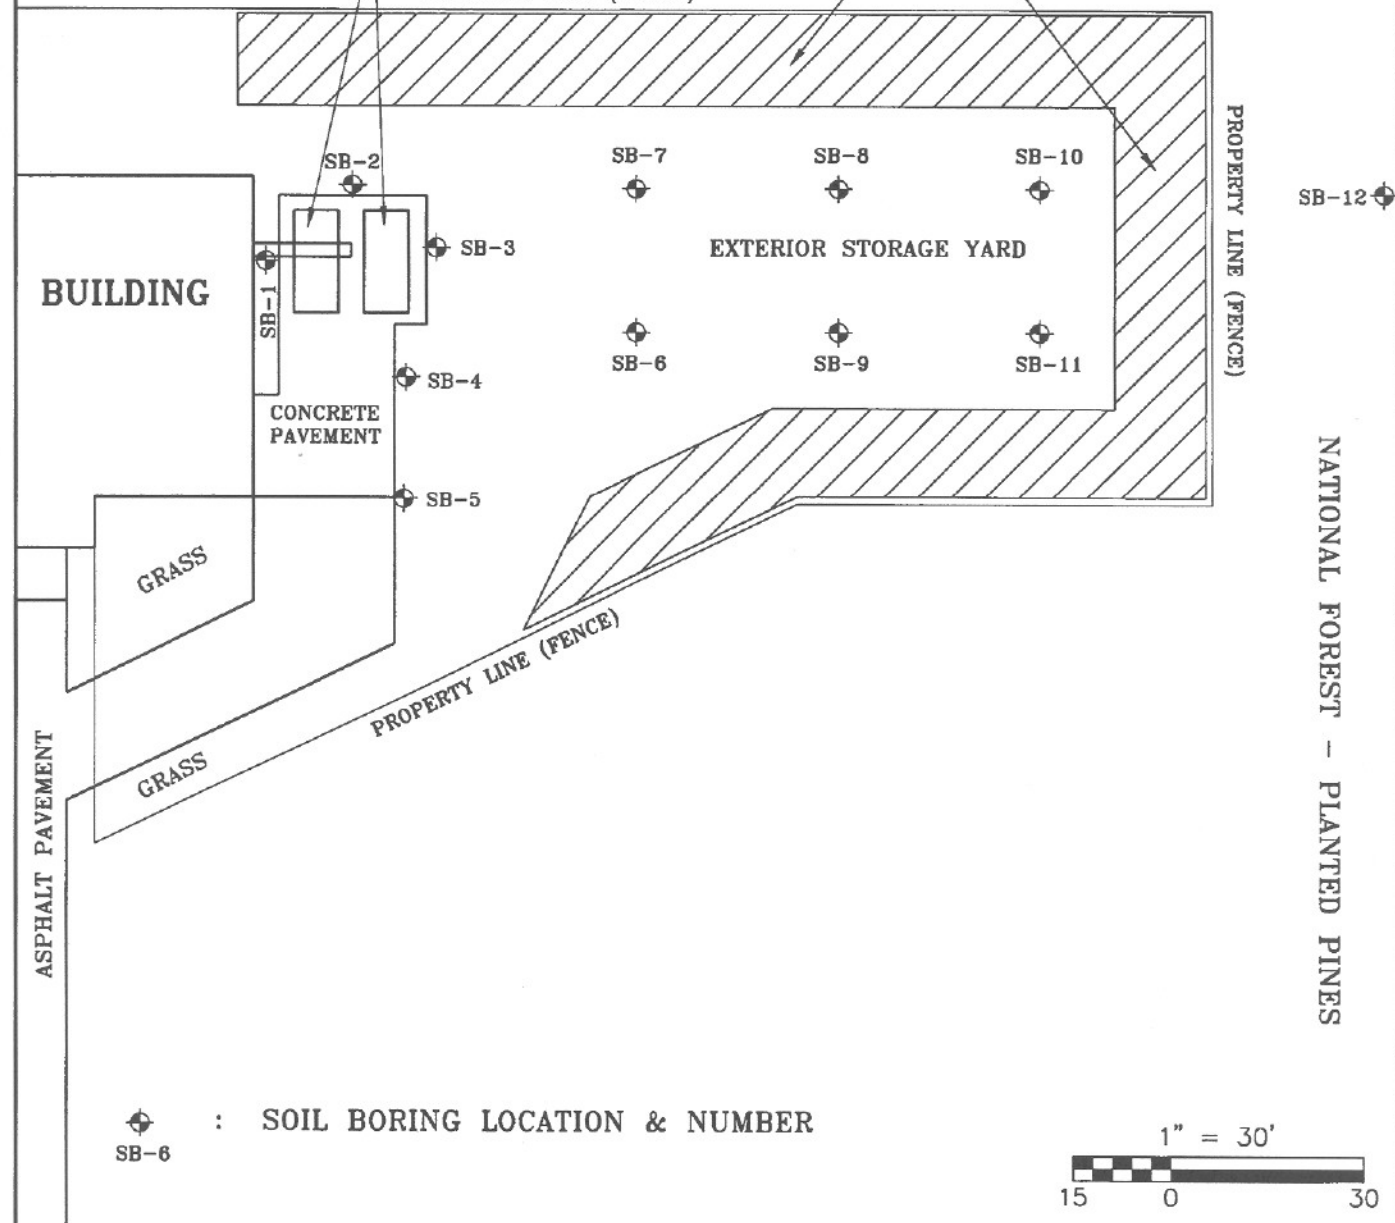 SB-2
SB-7
SB-8
SB-10
SB-12
SB-3
EXTERIOR STORAGE YARD
PROPERTY LINE (FENCE)
BUILDING
SB-1
SB-6
SB-9
SB-11
SB-4
CONCRETE
PAVEMENT
SB-5
GRASS
PROPERTY LINE (FENCE)
NATIONAL FOREST - PLANTED PINES
GRASS
ASPHALT PAVEMENT
: SOIL BORING LOCATION & NUMBER
SB-6
1" = 30'
15 0 30